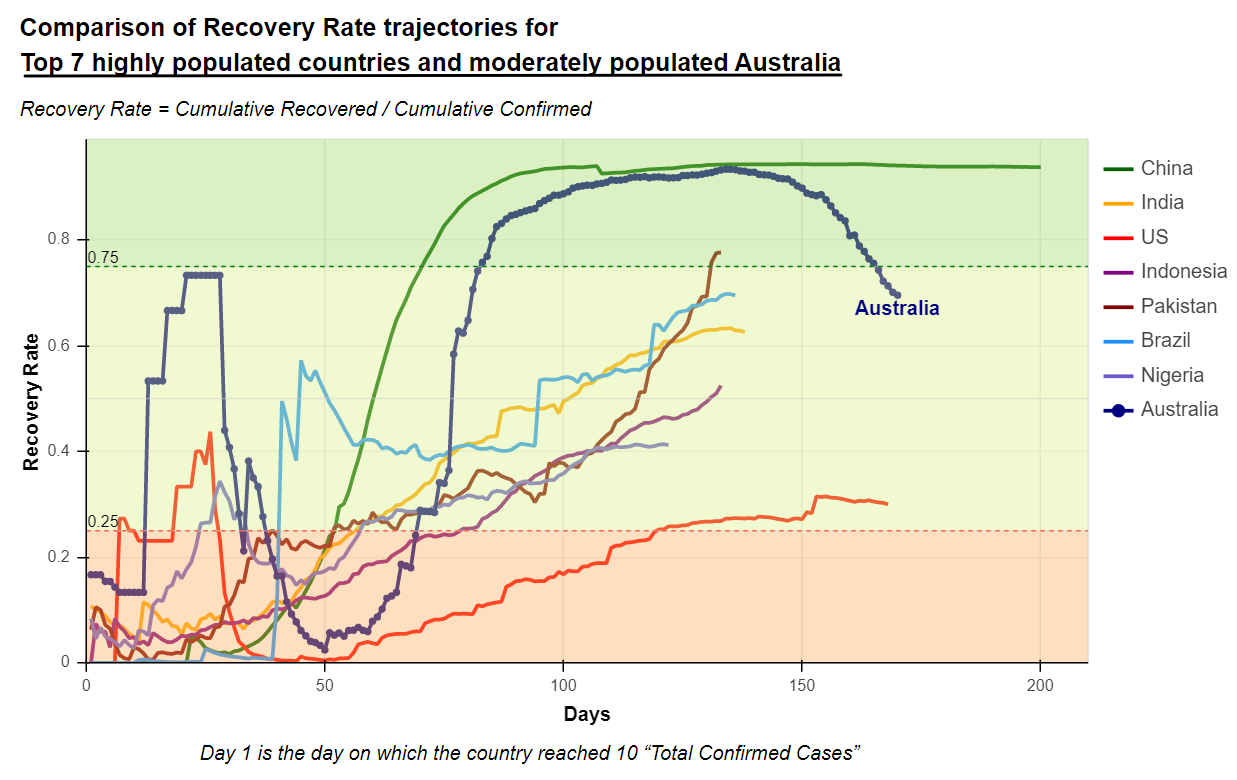 Comparison of Recovery Rate trajectories for
Top 7 highly populated countries and moderately populated Australia
Recovery Rate = Cumulative Recovered / Cumulative Confirmed
China
India
US
Indonesia
Pakistan
Brazil
Nigeria
Australia
0.8
0.75
0.6
0.4
0.25
0.2
0
Recovery Rate
Australia
0
50
100
150
200
Days
Day 1 is the day on which the country reached 10 “Total Confirmed Cases”